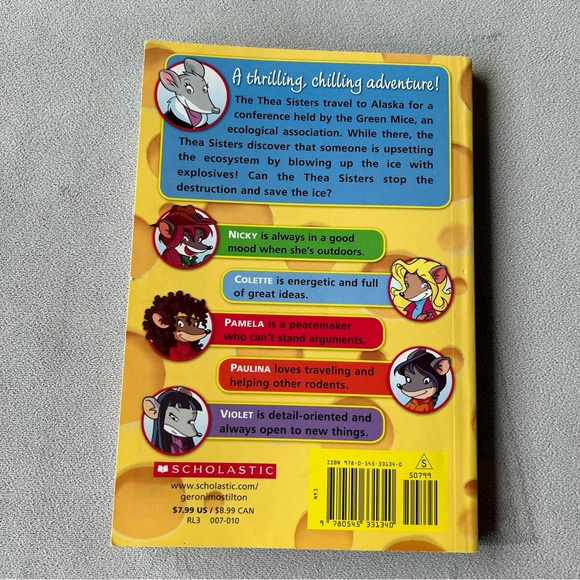 A thrilling, chilling adventure!
The Thea Sisters travel to Alaska for a
conference held by the Green Mice, an
ecological association. While there, the
Thea Sisters discover that someone is upsetting
the ecosystem by blowing up the ice with
explosives! Can the Thea Sisters stop the
destruction and save the ice?
NICKY is always in a good
mood when she's outdoors.
COLETTE is energetic and full
of great ideas.
PAMELA is a peacemaker
who can't stand arguments.
PAULINA loves traveling and
helping other rodents.
VIOLET is detail-oriented and
always open to new things.
SCHOLASTIC
www.scholastic.com/
geronimostilton
$7.99 US / $8.99 CAN
RL3 007-010
ISBN 978-0-545-33134-0
S
50799
EAN
9 780545 331340